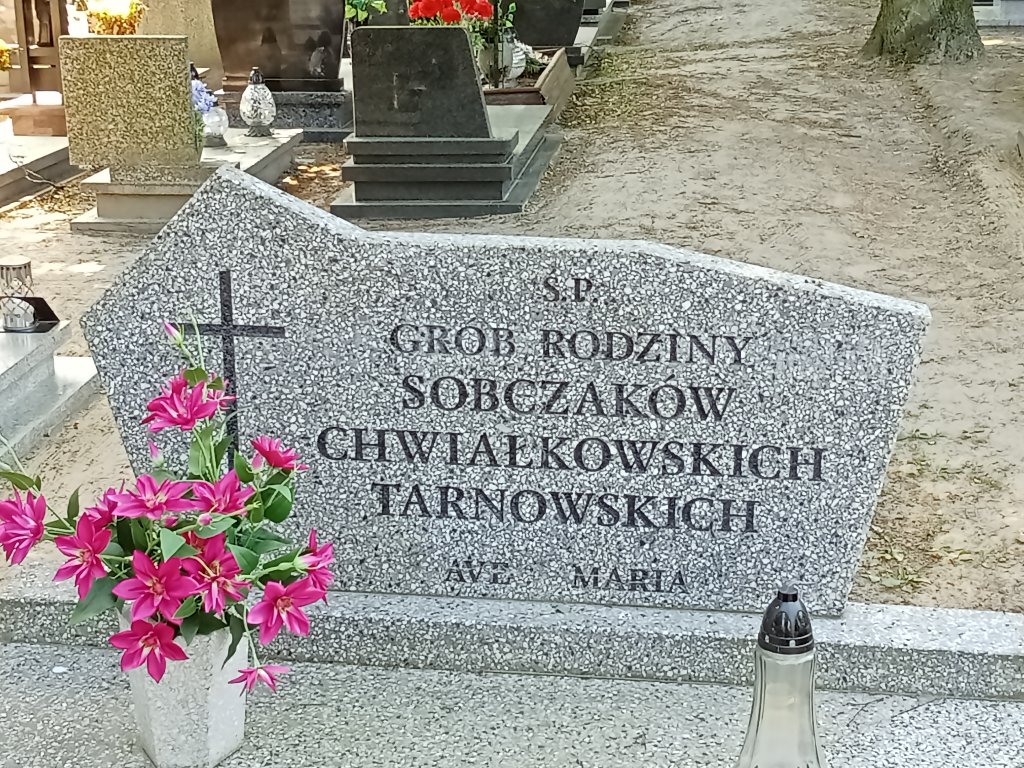 Ś.P.
GRÓB RODZINY
SOBCZAKÓW
CHWIAŁKOWSKICH
TARNOWSKICH
AVE MARIA